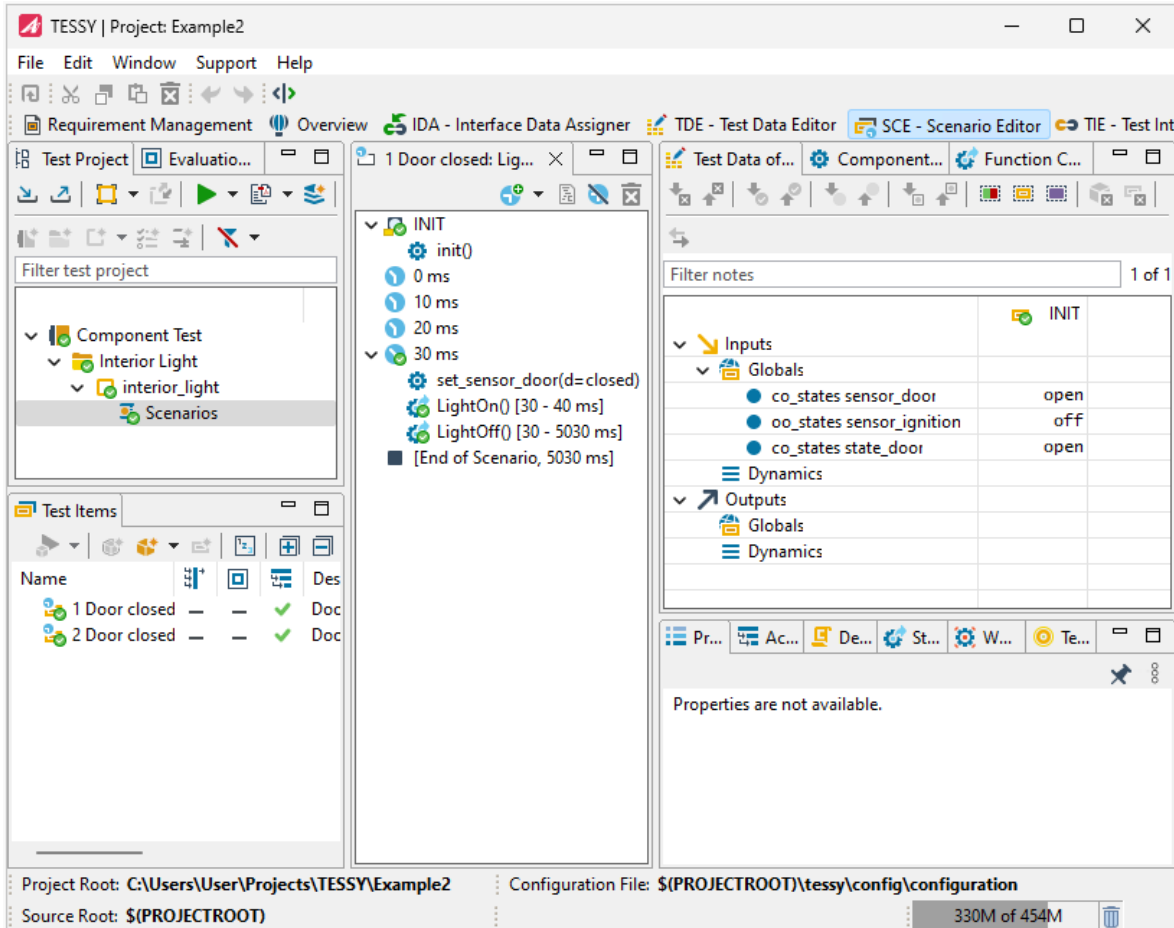 TESSY | Project: Example2
File Edit Window Support Help
Requirement Management Overview IDA - Interface Data Assigner TDE - Test Data Editor SCE - Scenario Editor TIE - Test Int
Test Project Evaluatio...
Filter test project
Component Test
Interior Light
interior_light
Scenarios
Test Items
Name Des
1 Door closed — — Doc
2 Door closed — — Doc
1 Door closed: Lig...
INIT
init()
0 ms
10 ms
20 ms
30 ms
set_sensor_door(d=closed)
LightOn() [30 - 40 ms]
LightOff() [30 - 5030 ms]
[End of Scenario, 5030 ms]
Test Data of... Component... Function C...
Filter notes 1 of 1
INIT
Inputs
Globals
co_states sensor_door open
oo_states sensor_ignition off
co_states state_door open
Dynamics
Outputs
Globals
Dynamics
Pr... Ac... De... St... W... Te...
Properties are not available.
Project Root: C:\Users\User\Projects\TESSY\Example2 Configuration File: $(PROJECTROOT)\tessy\config\configuration
Source Root: $(PROJECTROOT) 330M of 454M